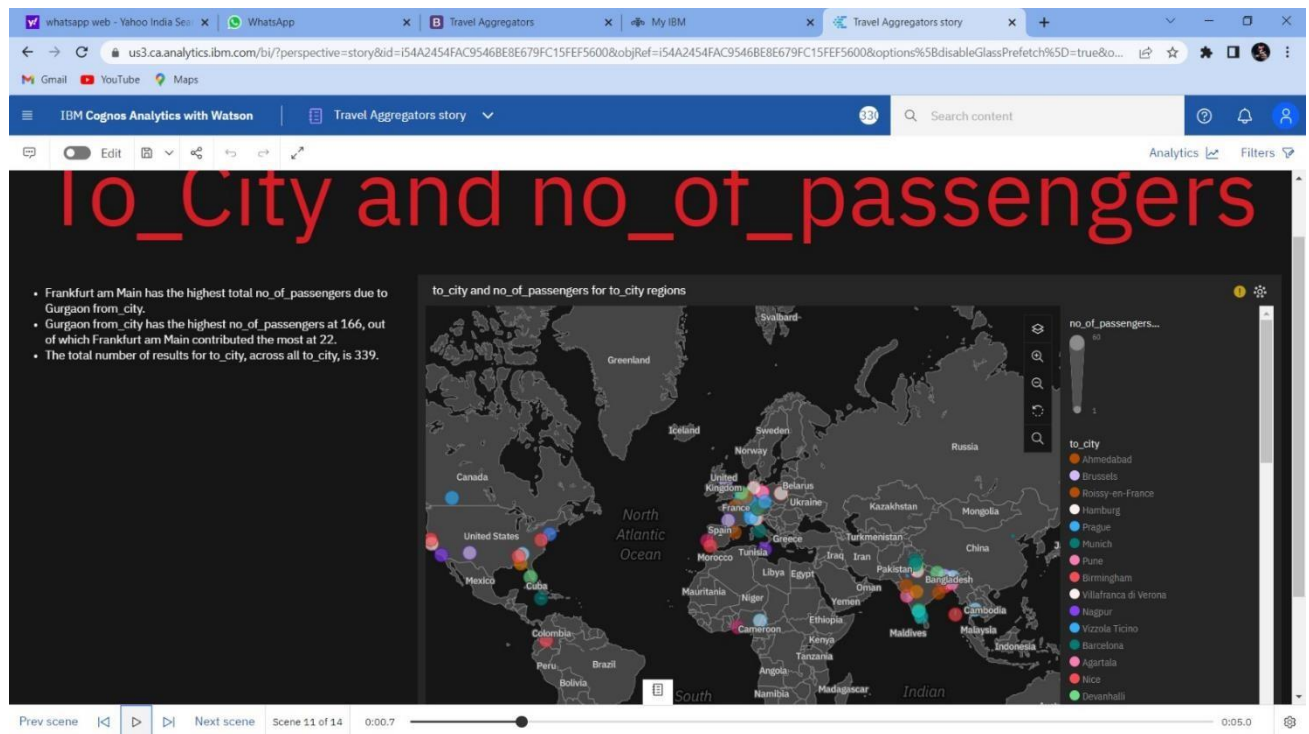 whatsapp web - Yahoo India Sea
WhatsApp
Travel Aggregators
My IBM
Travel Aggregators story
us3.ca.analytics.ibm.com/bi/?perspective=story&id=i54A2454FAC9546BE8E679FC15FEF5600&objRef=i54A2454FAC9546BE8E679FC15FEF5600&options%5BdisableGlassPrefetch%5D=true&o...
Gmail
YouTube
Maps
IBM Cognos Analytics with Watson
Travel Aggregators story
330
Search content
Edit
Analytics
Filters
To_City and no_of_passengers
• Frankfurt am Main has the highest total no_of_passengers due to
Gurgaon from_city.
• Gurgaon from_city has the highest no_of_passengers at 166, out
of which Frankfurt am Main contributed the most at 22.
• The total number of results for to_city, across all to_city, is 339.
to_city and no_of_passengers for to_city regions
Svalbard
Greenland
Iceland
Sweden
Norway
Russia
Canada
United
Kingdom
Belarus
Ukraine
France
Kazakhstan
Mongolia
North
Atlantic
Ocean
United States
Spain
Greece
Turkmenistan
China
Morocco
Tunisia
Iraq
Iran
Pakistan
Libya
Egypt
Bangladesh
Mexico
Cuba
Mauritania
Niger
Oman
Yemen
Cambodia
Cameroon
Ethiopia
Maldives
Malaysia
Colombia
Kenya
Indonesia
Tanzania
Peru
Brazil
Angola
Bolivia
South
Namibia
Madagascar
Indian
no_of_passengers...
60
1
to_city
Ahmedabad
Brussels
Roissy-en-France
Hamburg
Prague
Munich
Pune
Birmingham
Villafranca di Verona
Nagpur
Vizzola Ticino
Barcelona
Agartala
Nice
Devanhalli
Prev scene
Next scene
Scene 11 of 14
0:00.7
0:05.0